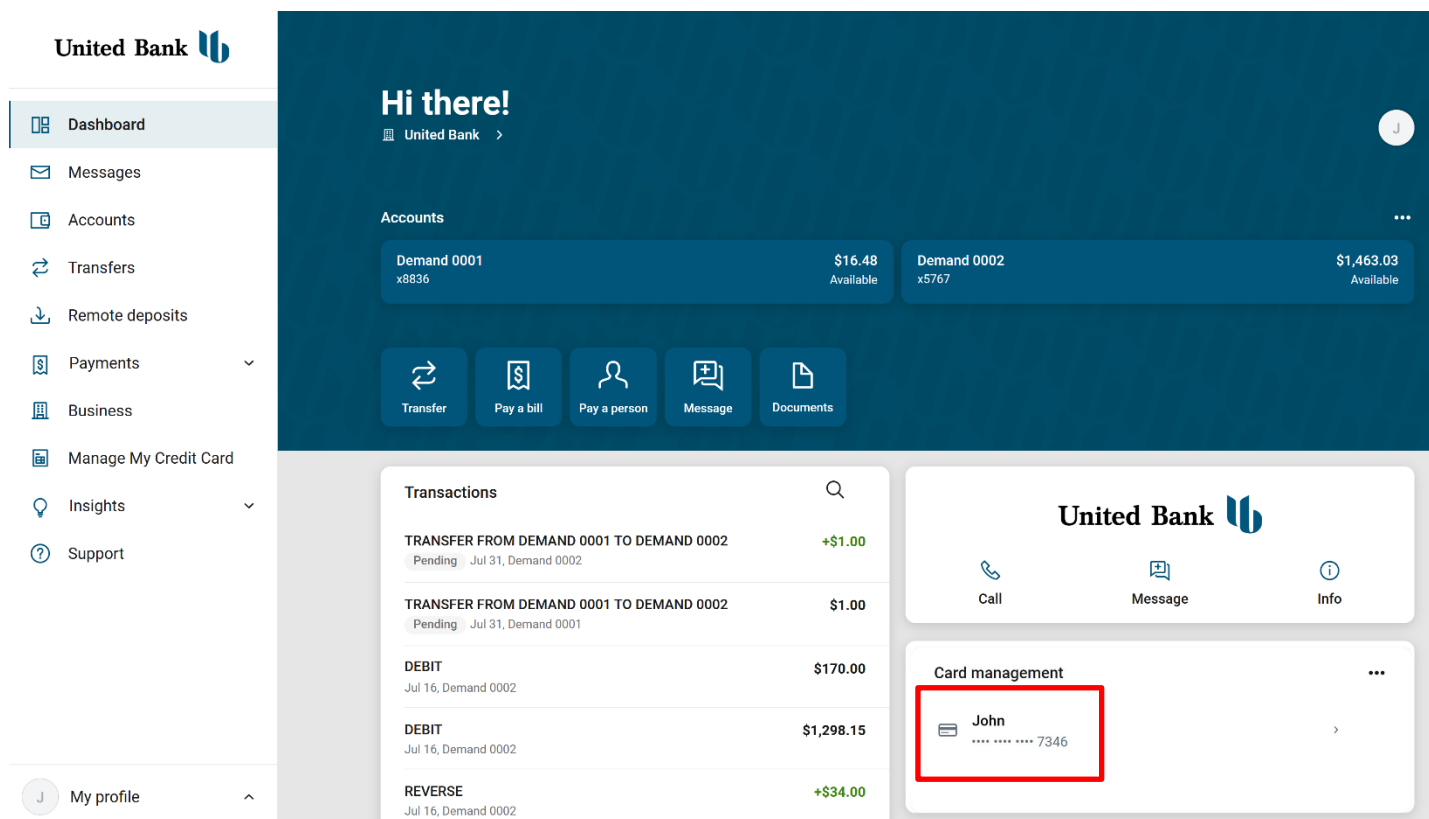 United Bank
Dashboard
Messages
Accounts
Transfers
Remote deposits
Payments
Business
Manage My Credit Card
Insights
Support
J My profile
Hi there!
United Bank
J
Accounts
Demand 0001 $16.48
x8836 Available
Demand 0002 $1,463.03
x5767 Available
Transfer
Pay a bill
Pay a person
Message
Documents
Transactions
TRANSFER FROM DEMAND 0001 TO DEMAND 0002 +$1.00
Pending Jul 31, Demand 0002
TRANSFER FROM DEMAND 0001 TO DEMAND 0002 $1.00
Pending Jul 31, Demand 0001
DEBIT $170.00
Jul 16, Demand 0002
DEBIT $1,298.15
Jul 16, Demand 0002
REVERSE +$34.00
Jul 16, Demand 0002
United Bank
Call
Message
Info
Card management
John
•••• •••• •••• 7346